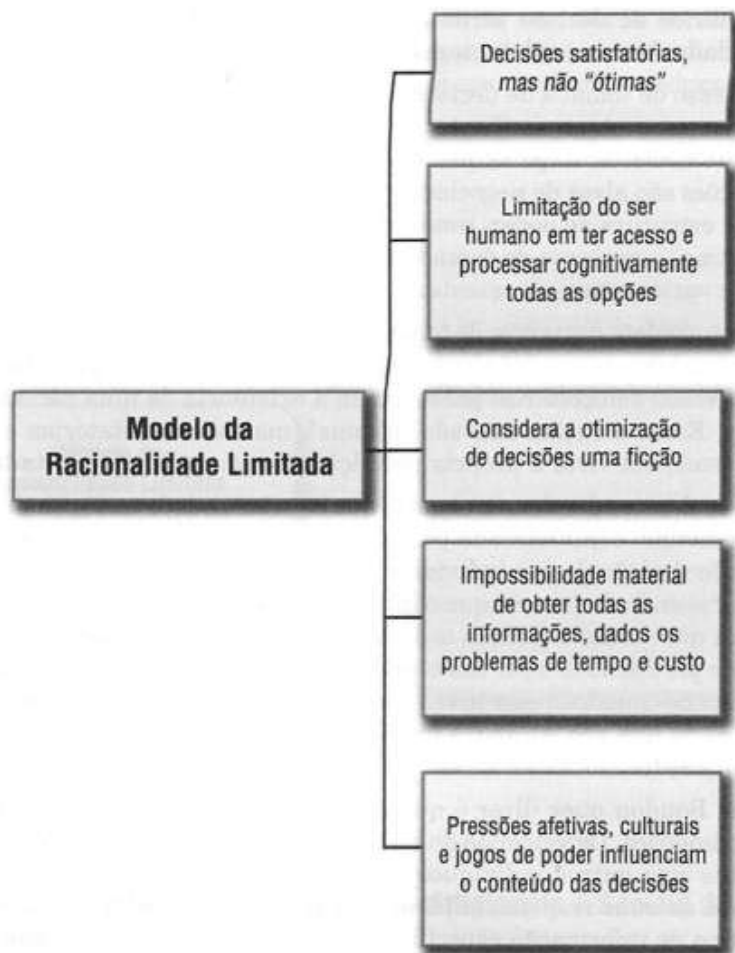 Decisões satisfatórias,
mas não “ótimas”
Limitação do ser
humano em ter acesso e
processar cognitivamente
todas as opções
Modelo da
Racionalidade Limitada
Considera a otimização
de decisões uma ficção
Impossibilidade material
de obter todas as
informações, dados os
problemas de tempo e custo
Pressões afetivas, culturais
e jogos de poder influenciam
o conteúdo das decisões